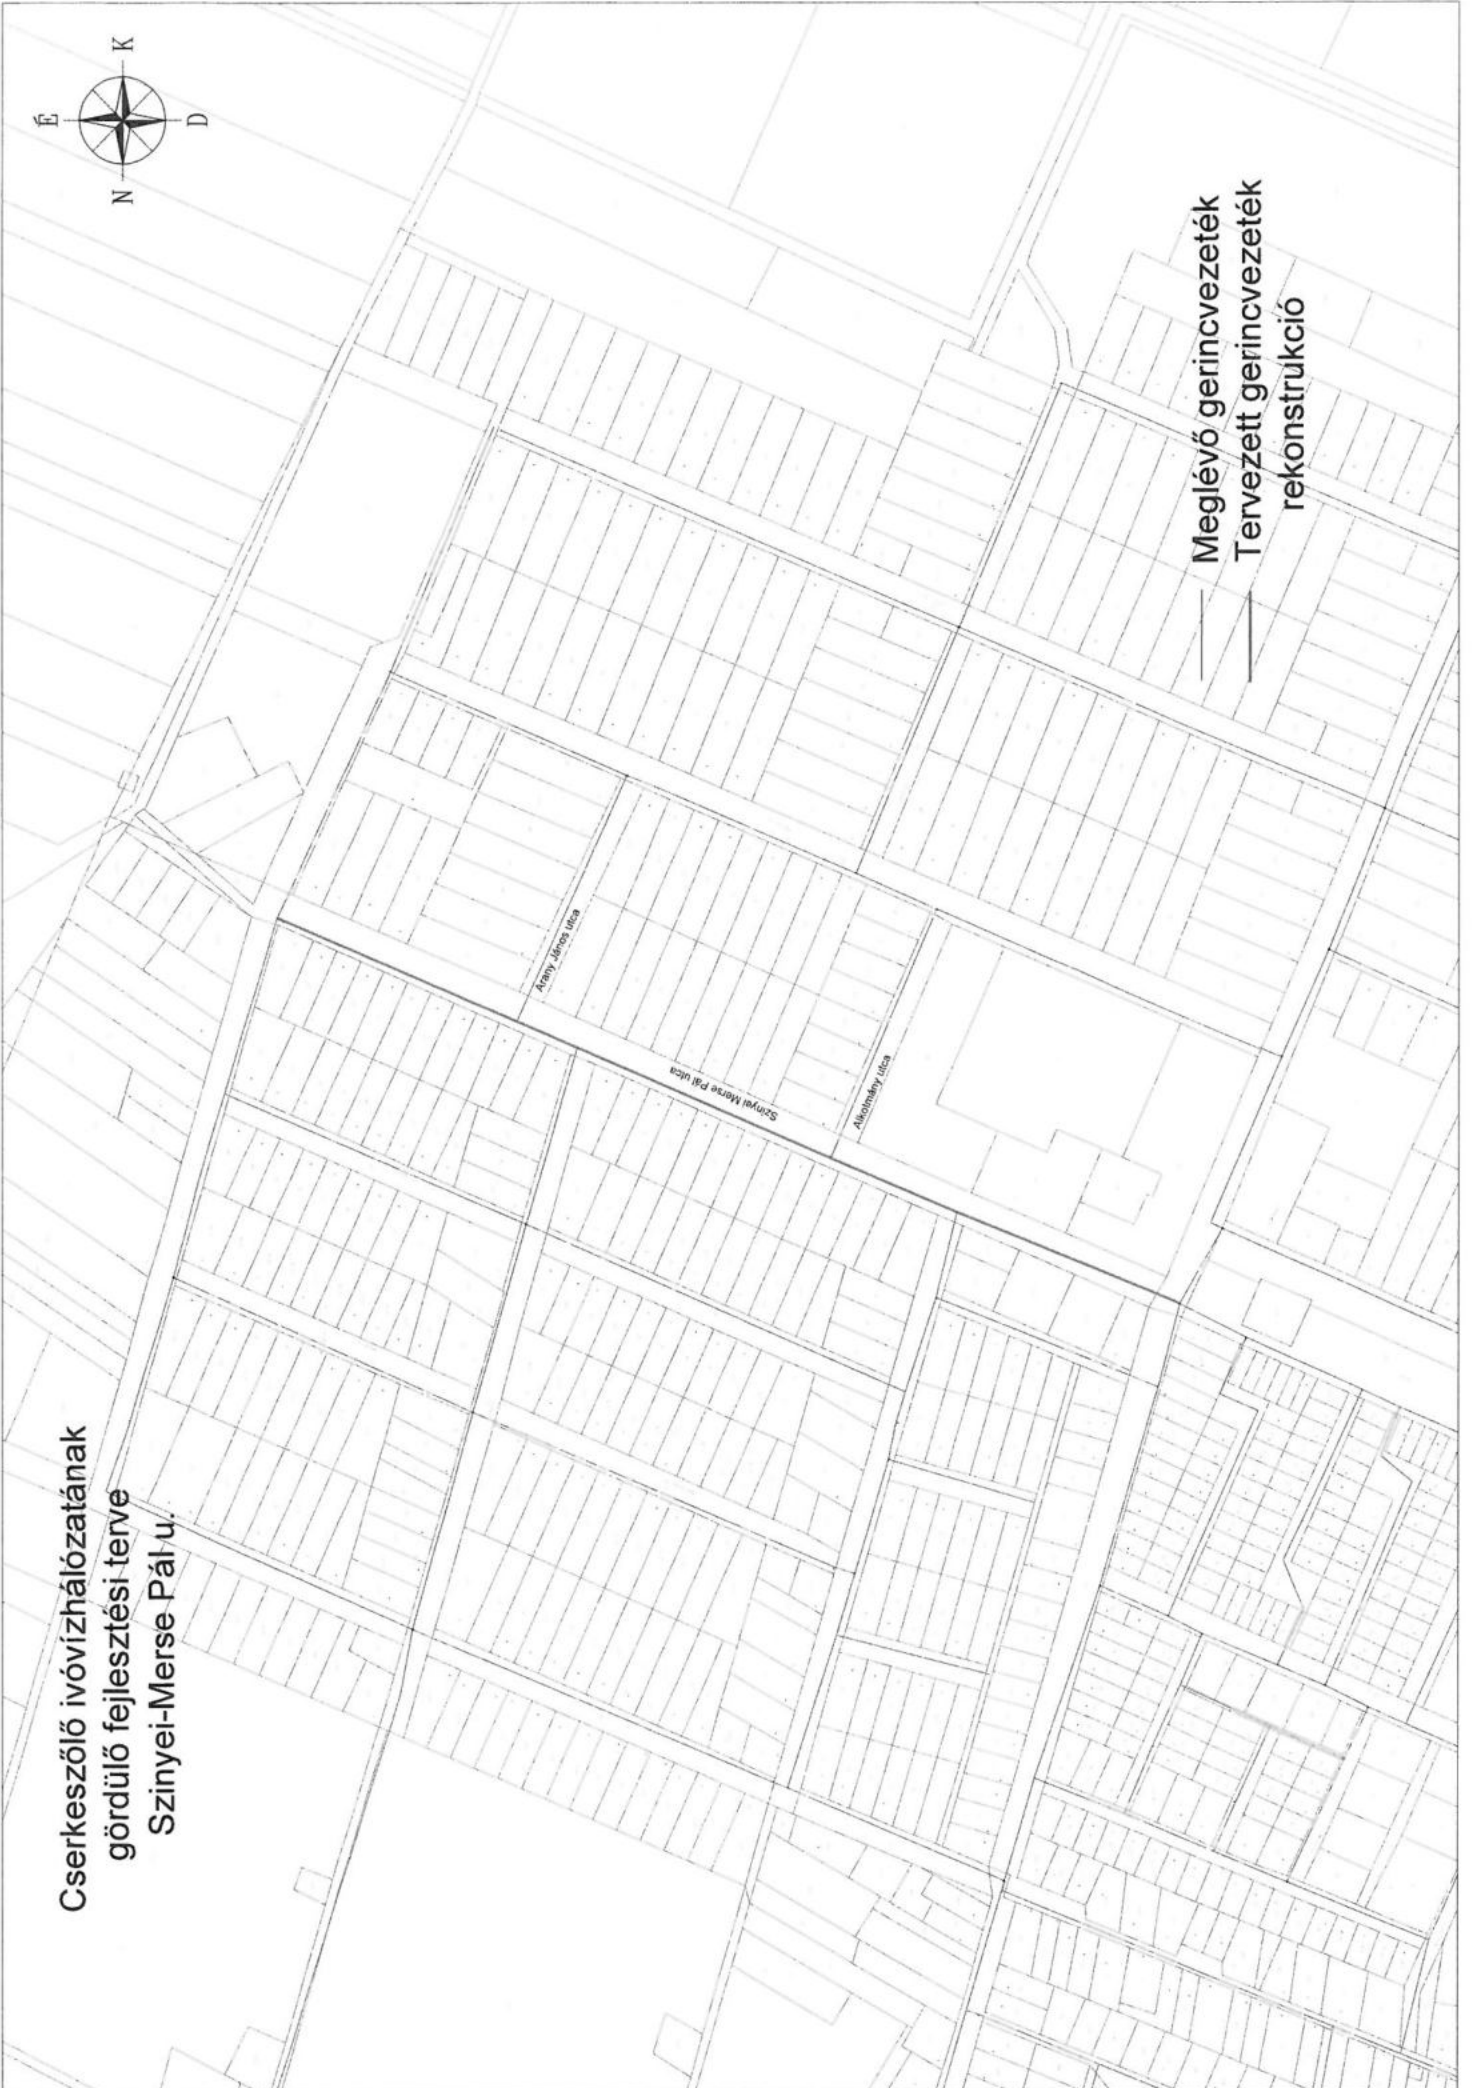 Cserkeszőlő ivóvízhálózatának
gördülő fejlesztési terve
Szinyei-Merse Pál u.
É
N
K
D
Arany János utca
Szinyei Merse Pál utca
Alkotmány utca
Meglévő gerincvezeték
Tervezett gerincvezeték
rekonstrukció